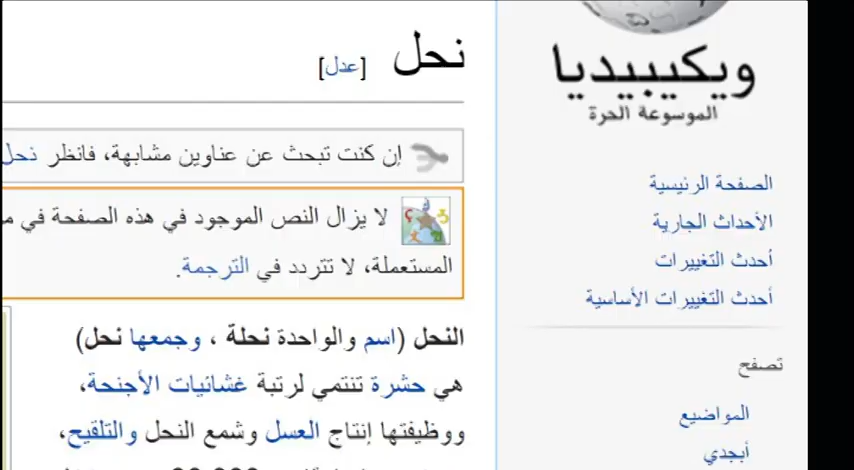 ويكيبيديا
الموسوعة الحرة
الصفحة الرئيسية
الأحداث الجارية
أحدث التغييرات
أحدث التغييرات الأساسية
تصفح
المواضيع
أبجدي
نحل [عدل]
إن كنت تبحث عن عناوين مشابهة، فانظر نحل
لا يزال النص الموجود في هذه الصفحة في
المستعملة، لا تتردد في الترجمة.
النحل (اسم والواحدة نحلة ، وجمعها نحل)
هي حشرة تنتمي لرتبة غشائيات الأجنحة،
ووظيفتها إنتاج العسل وشمع النحل والتلقيح،